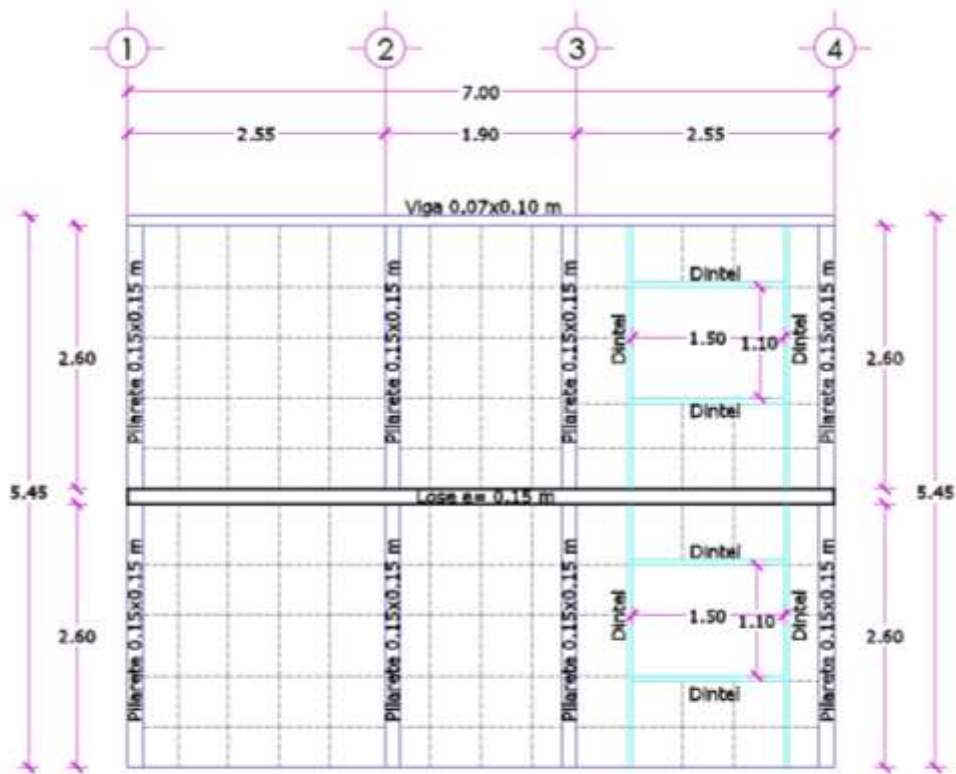 1 2 3 4
7.00
2.55 1.90 2.55
Viga 0.07x0.10 m
Pilarete 0.15x0.15 m
Pilarete 0.15x0.15 m
Pilarete 0.15x0.15 m
Pilarete 0.15x0.15 m
Dintel
Dintel
1.50
1.10
Dintel
Dintel
2.60
2.60
5.45
5.45
Losa e= 0.15 m
Pilarete 0.15x0.15 m
Pilarete 0.15x0.15 m
Pilarete 0.15x0.15 m
Pilarete 0.15x0.15 m
Dintel
Dintel
1.50
1.10
Dintel
Dintel
2.60
2.60